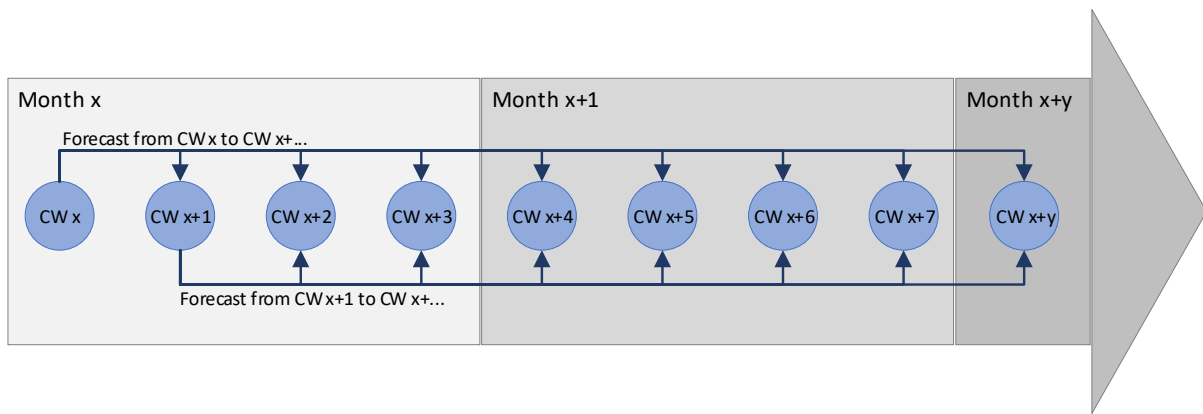 Month x
Month x+1
Month x+y
Forecast from CW x to CW x+...
CW x
CW x+1
CW x+2
CW x+3
CW x+4
CW x+5
CW x+6
CW x+7
CW x+y
Forecast from CW x+1 to CW x+...